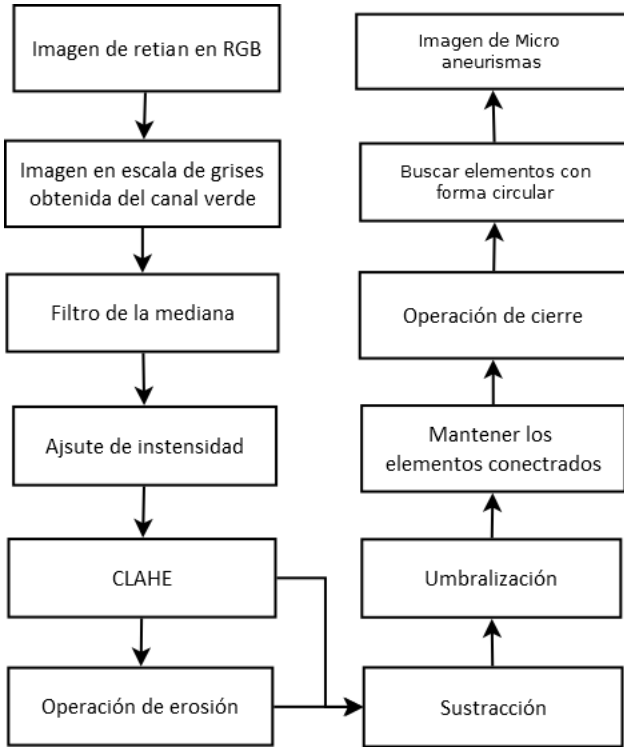 Imagen de retian en RGB
Imagen en escala de grises
obtenida del canal verde
Filtro de la mediana
Ajsute de instensidad
CLAHE
Operación de erosión
Sustracción
Umbralización
Mantener los
elementos conectrados
Operación de cierre
Buscar elementos con
forma circular
Imagen de Micro
aneurismas